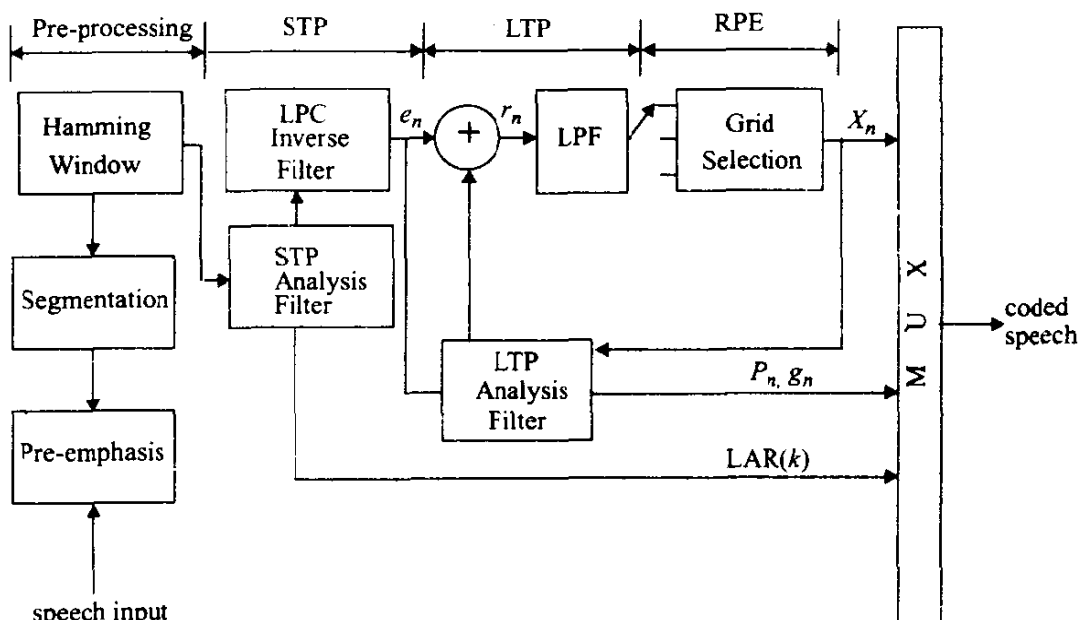 Pre-processing
STP
LTP
RPE
Hamming
Window
LPC
Inverse
Filter
e_n
+
r_n
LPF
Grid
Selection
X_n
Segmentation
STP
Analysis
Filter
LTP
Analysis
Filter
P_n, g_n
M U X
coded
speech
Pre-emphasis
LAR(k)
speech input